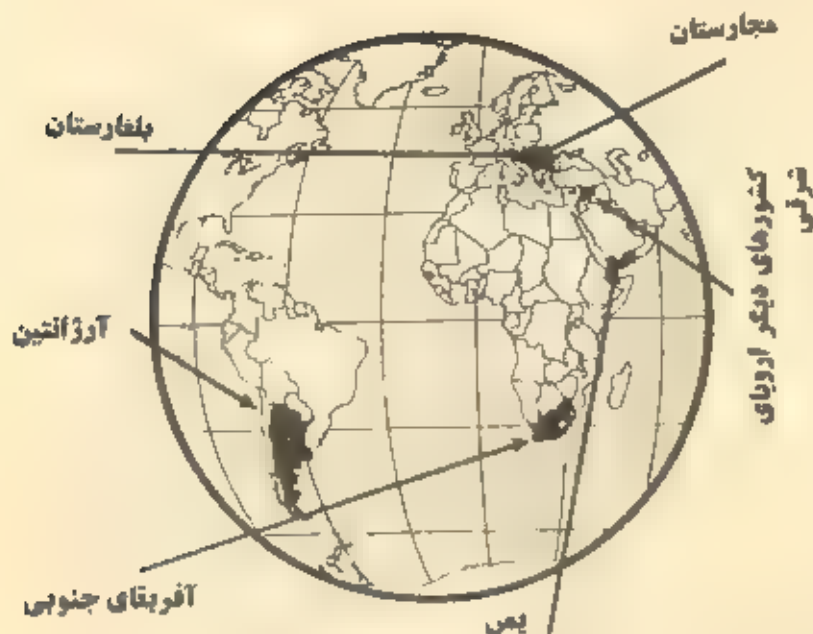 مجارستان
بلغارستان
کشورهای دیگر اروپای
شرقی
آرژانتین
آفریقای جنوبی
یمن